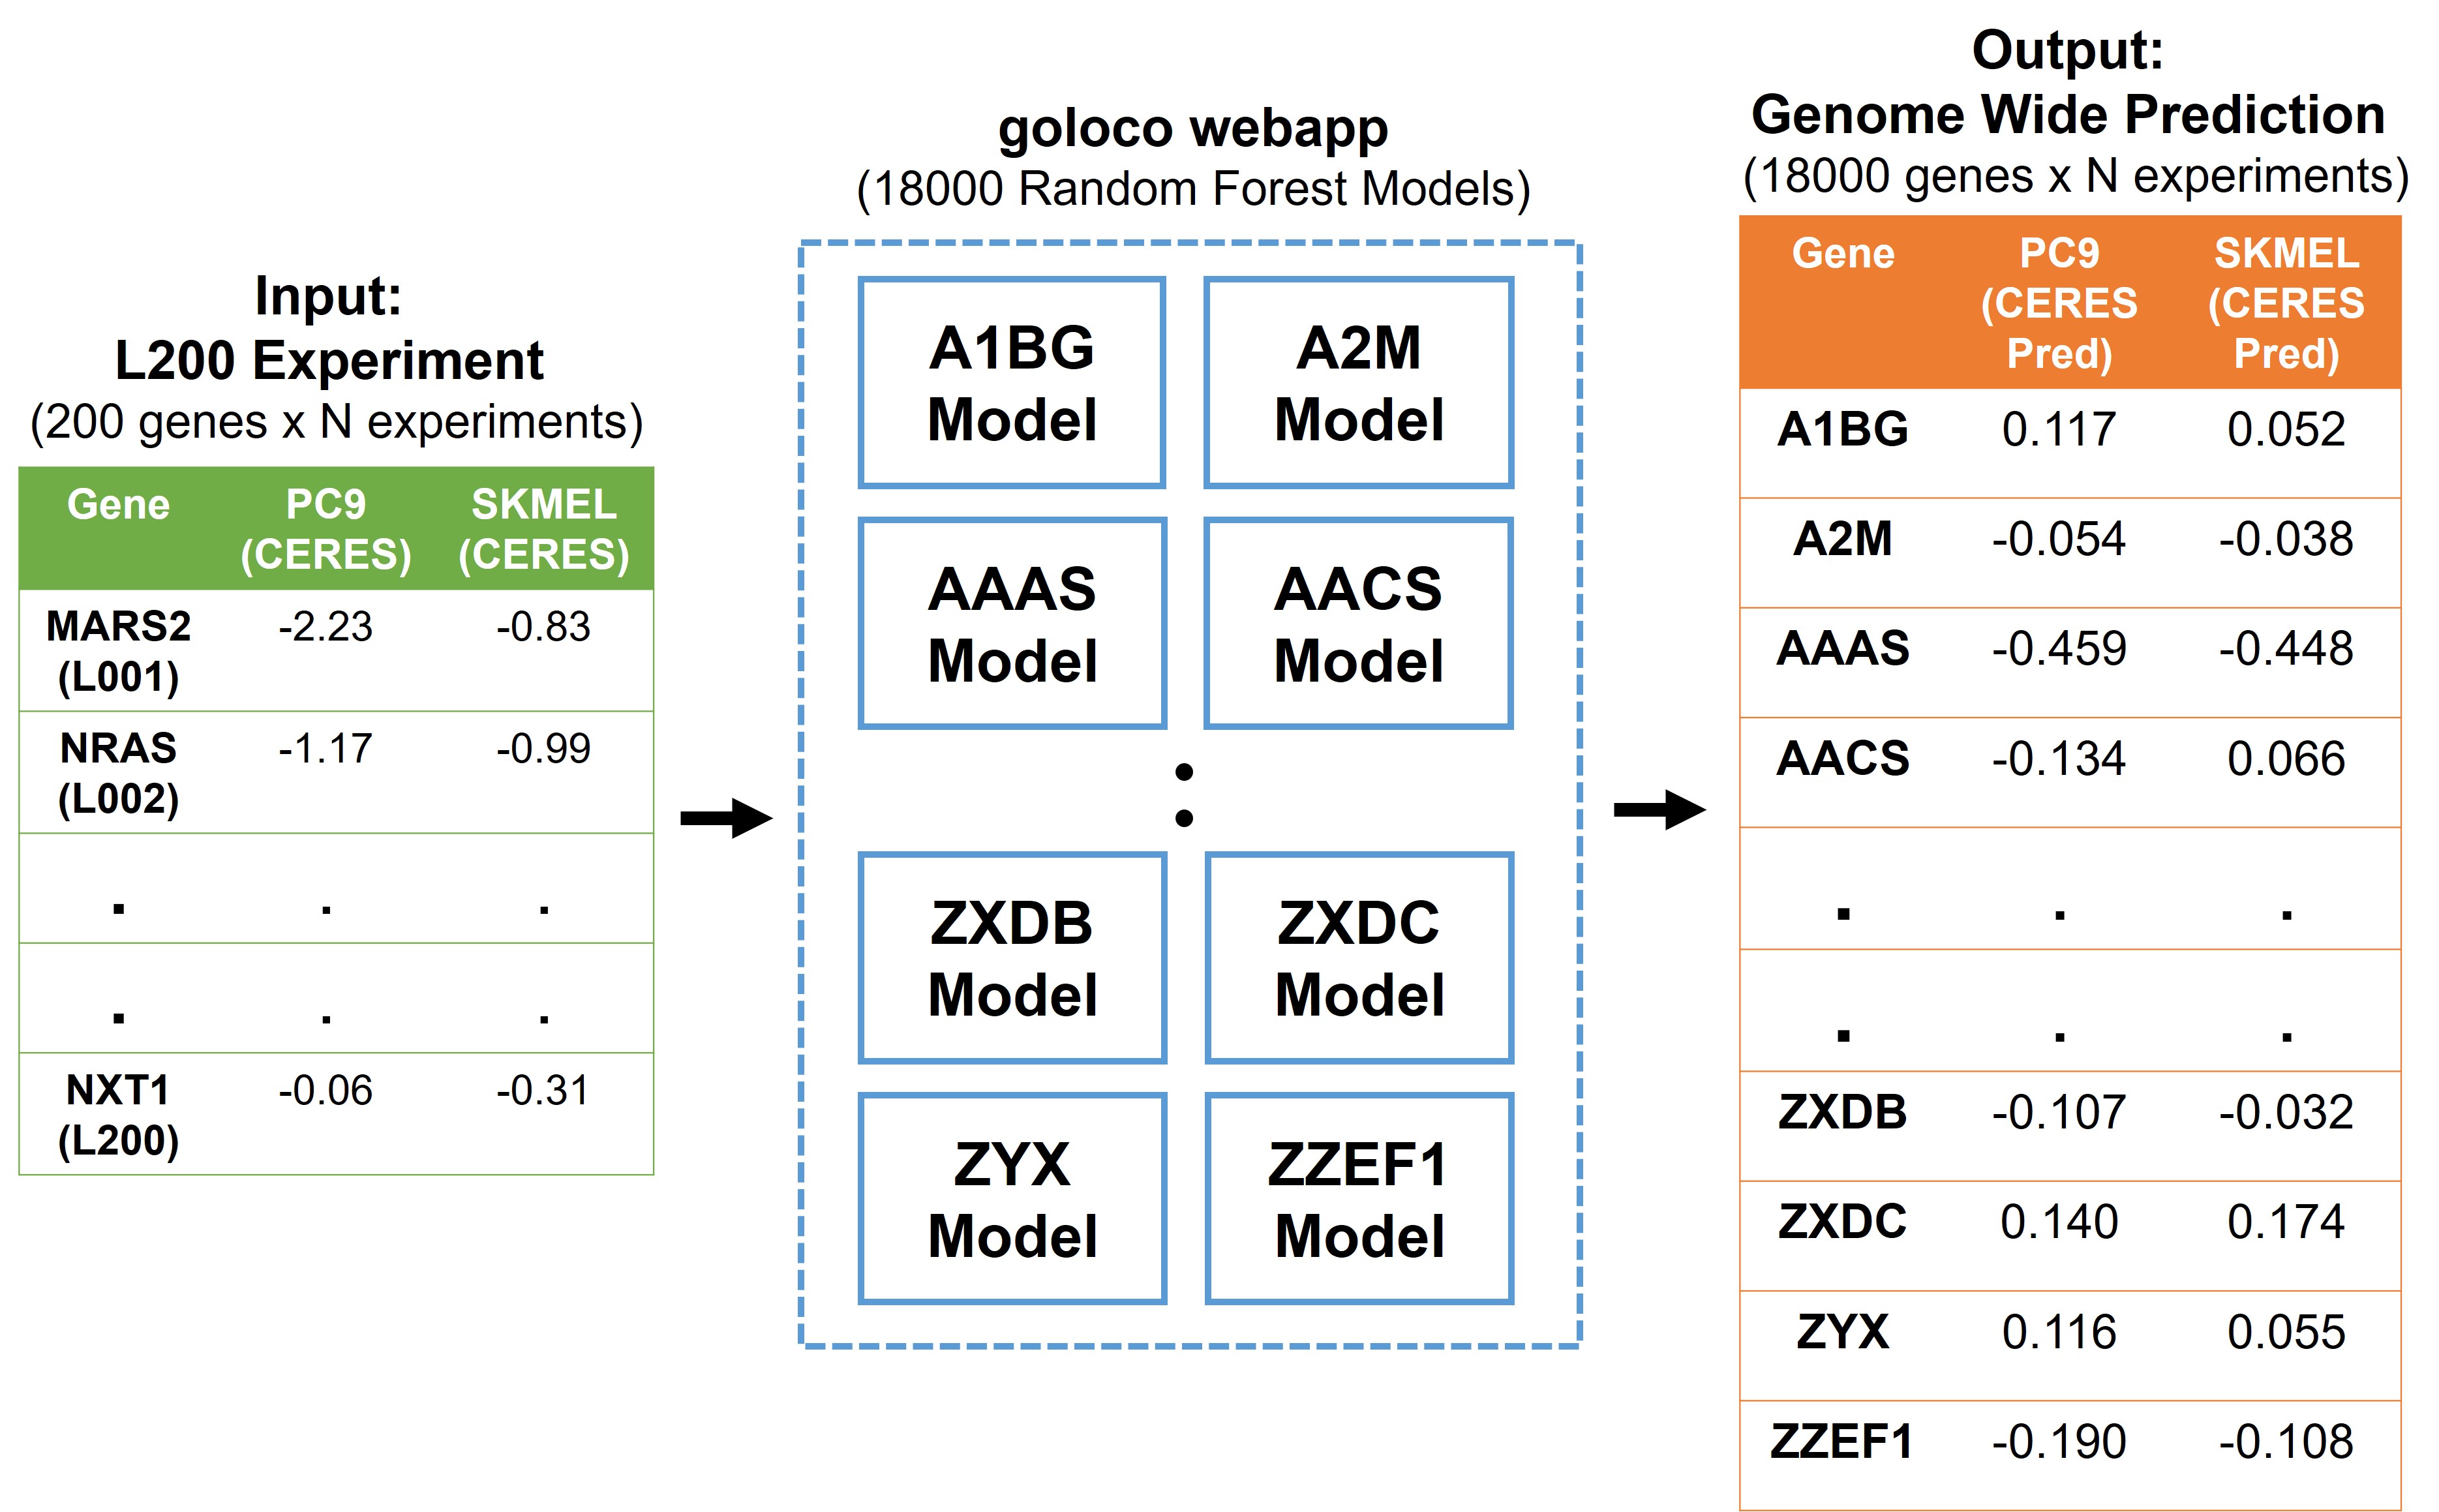 Input:
L200 Experiment
(200 genes x N experiments)
Gene PC9 SKMEL
(CERES) (CERES)
MARS2 -2.23 -0.83
(L001)
NRAS -1.17 -0.99
(L002)
. . .
. . .
NXT1 -0.06 -0.31
(L200)
goloco webapp
(18000 Random Forest Models)
A1BG
Model
A2M
Model
AAAS
Model
AACS
Model
ZXDB
Model
ZXDC
Model
ZYX
Model
ZZEF1
Model
Output:
Genome Wide Prediction
(18000 genes x N experiments)
Gene PC9 SKMEL
(CERES (CERES
Pred) Pred)
A1BG 0.117 0.052
A2M -0.054 -0.038
AAAS -0.459 -0.448
AACS -0.134 0.066
. . .
. . .
ZXDB -0.107 -0.032
ZXDC 0.140 0.174
ZYX 0.116 0.055
ZZEF1 -0.190 -0.108